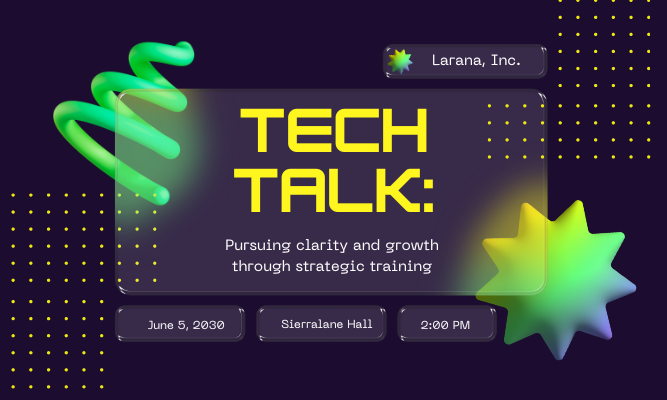 Larana, Inc.
TECH
TALK:
Pursuing clarity and growth
through strategic training
June 5, 2030
Sierralane Hall
2:00 PM